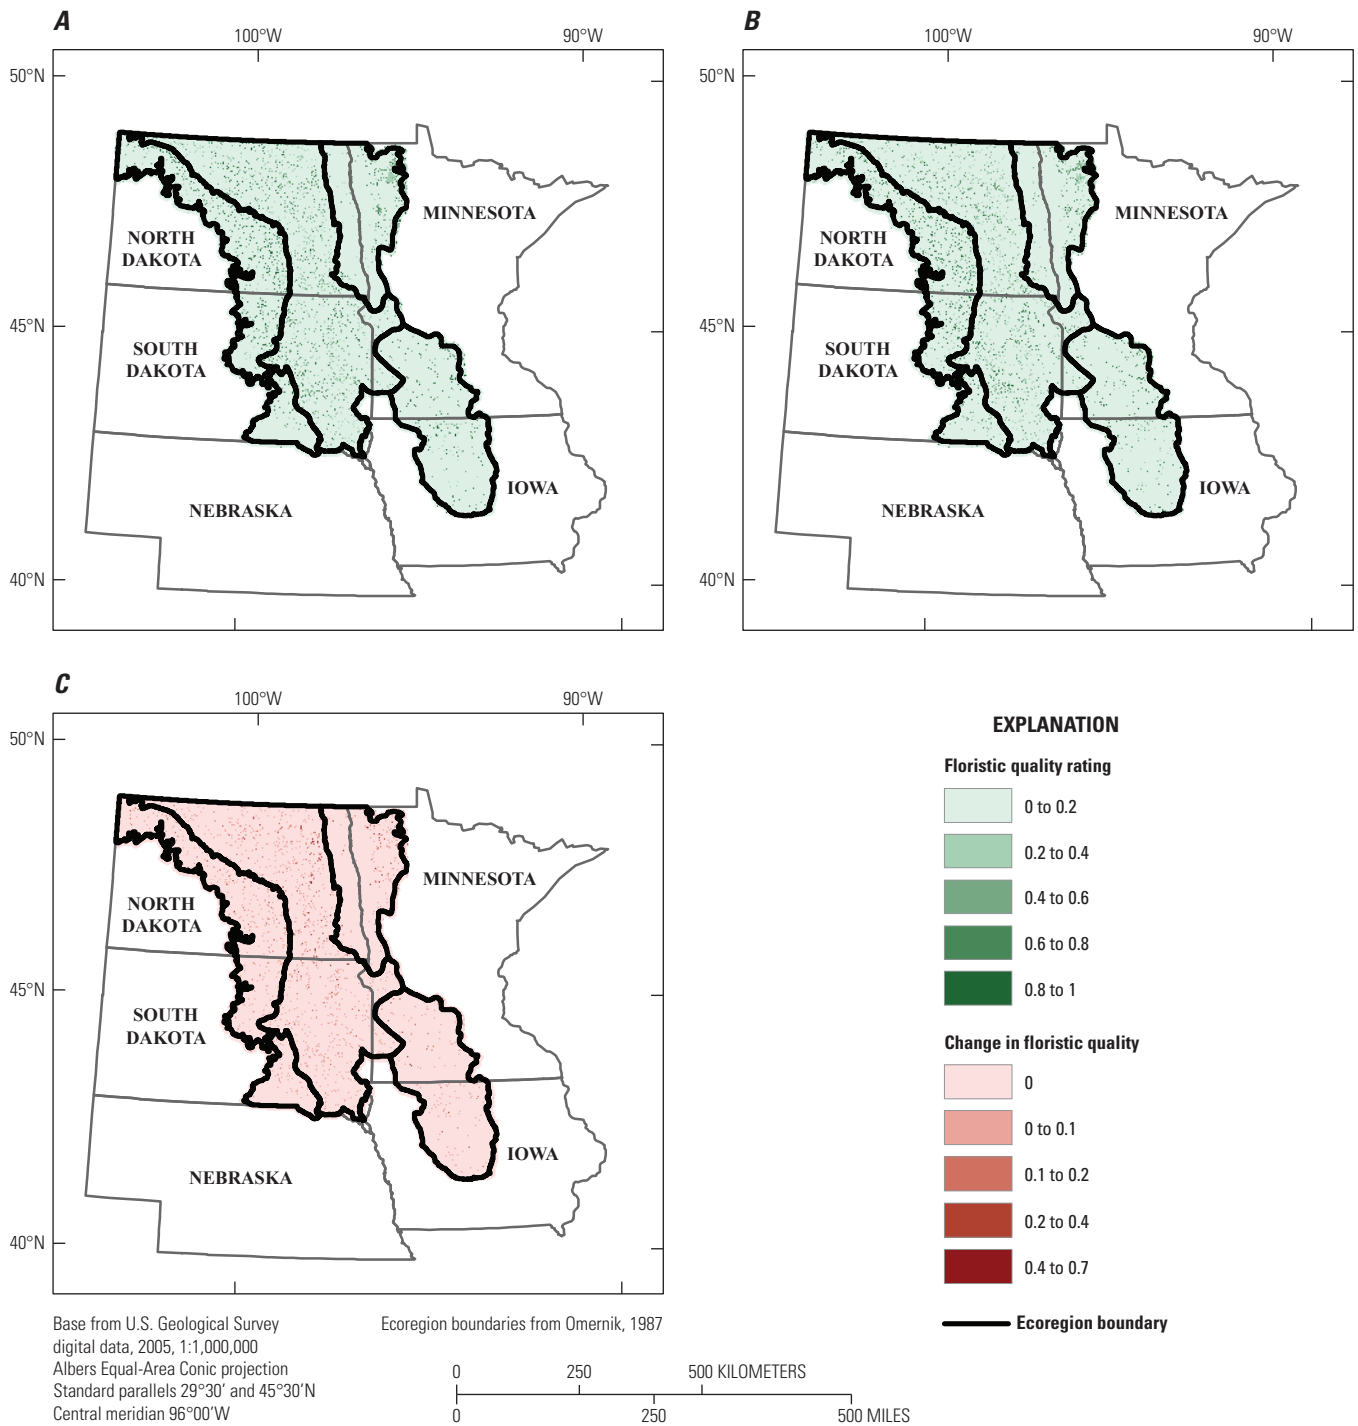 A
100°W
90°W
50°N
45°N
40°N
MINNESOTA
NORTH
DAKOTA
SOUTH
DAKOTA
NEBRASKA
IOWA
B
100°W
90°W
50°N
45°N
40°N
MINNESOTA
NORTH
DAKOTA
SOUTH
DAKOTA
NEBRASKA
IOWA
C
100°W
90°W
50°N
45°N
40°N
MINNESOTA
NORTH
DAKOTA
SOUTH
DAKOTA
NEBRASKA
IOWA
EXPLANATION
Floristic quality rating
0 to 0.2
0.2 to 0.4
0.4 to 0.6
0.6 to 0.8
0.8 to 1
Change in floristic quality
0
0 to 0.1
0.1 to 0.2
0.2 to 0.4
0.4 to 0.7
Ecoregion boundary
Base from U.S. Geological Survey
digital data, 2005, 1:1,000,000
Albers Equal-Area Conic projection
Standard parallels 29°30' and 45°30'N
Central meridian 96°00'W
Ecoregion boundaries from Omernik, 1987
0 250 500 KILOMETERS
0 250 500 MILES